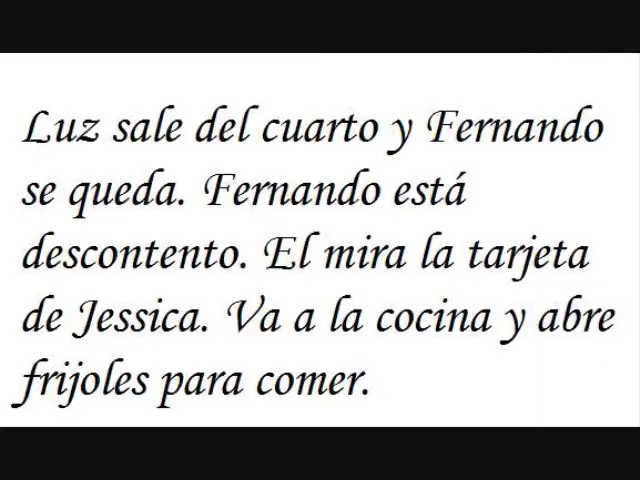 Luz sale del cuarto y Fernando
se queda. Fernando está
descontento. El mira la tarjeta
de Jessica. Va a la cocina y abre
frijoles para comer.